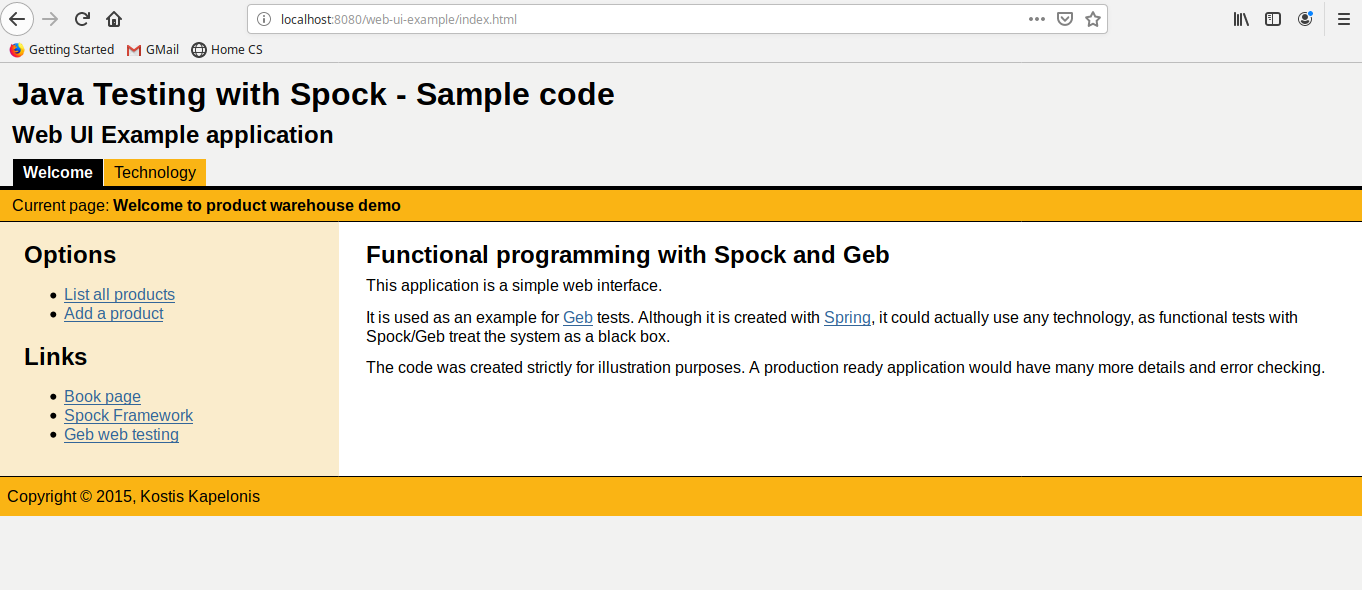 localhost:8080/web-ui-example/index.html
Getting Started GMail Home CS
Java Testing with Spock - Sample code
Web UI Example application
Welcome Technology
Current page: Welcome to product warehouse demo
Options
List all products
Add a product
Links
Book page
Spock Framework
Geb web testing
Functional programming with Spock and Geb
This application is a simple web interface.
It is used as an example for Geb tests. Although it is created with Spring, it could actually use any technology, as functional tests with
Spock/Geb treat the system as a black box.
The code was created strictly for illustration purposes. A production ready application would have many more details and error checking.
Copyright © 2015, Kostis Kapelonis